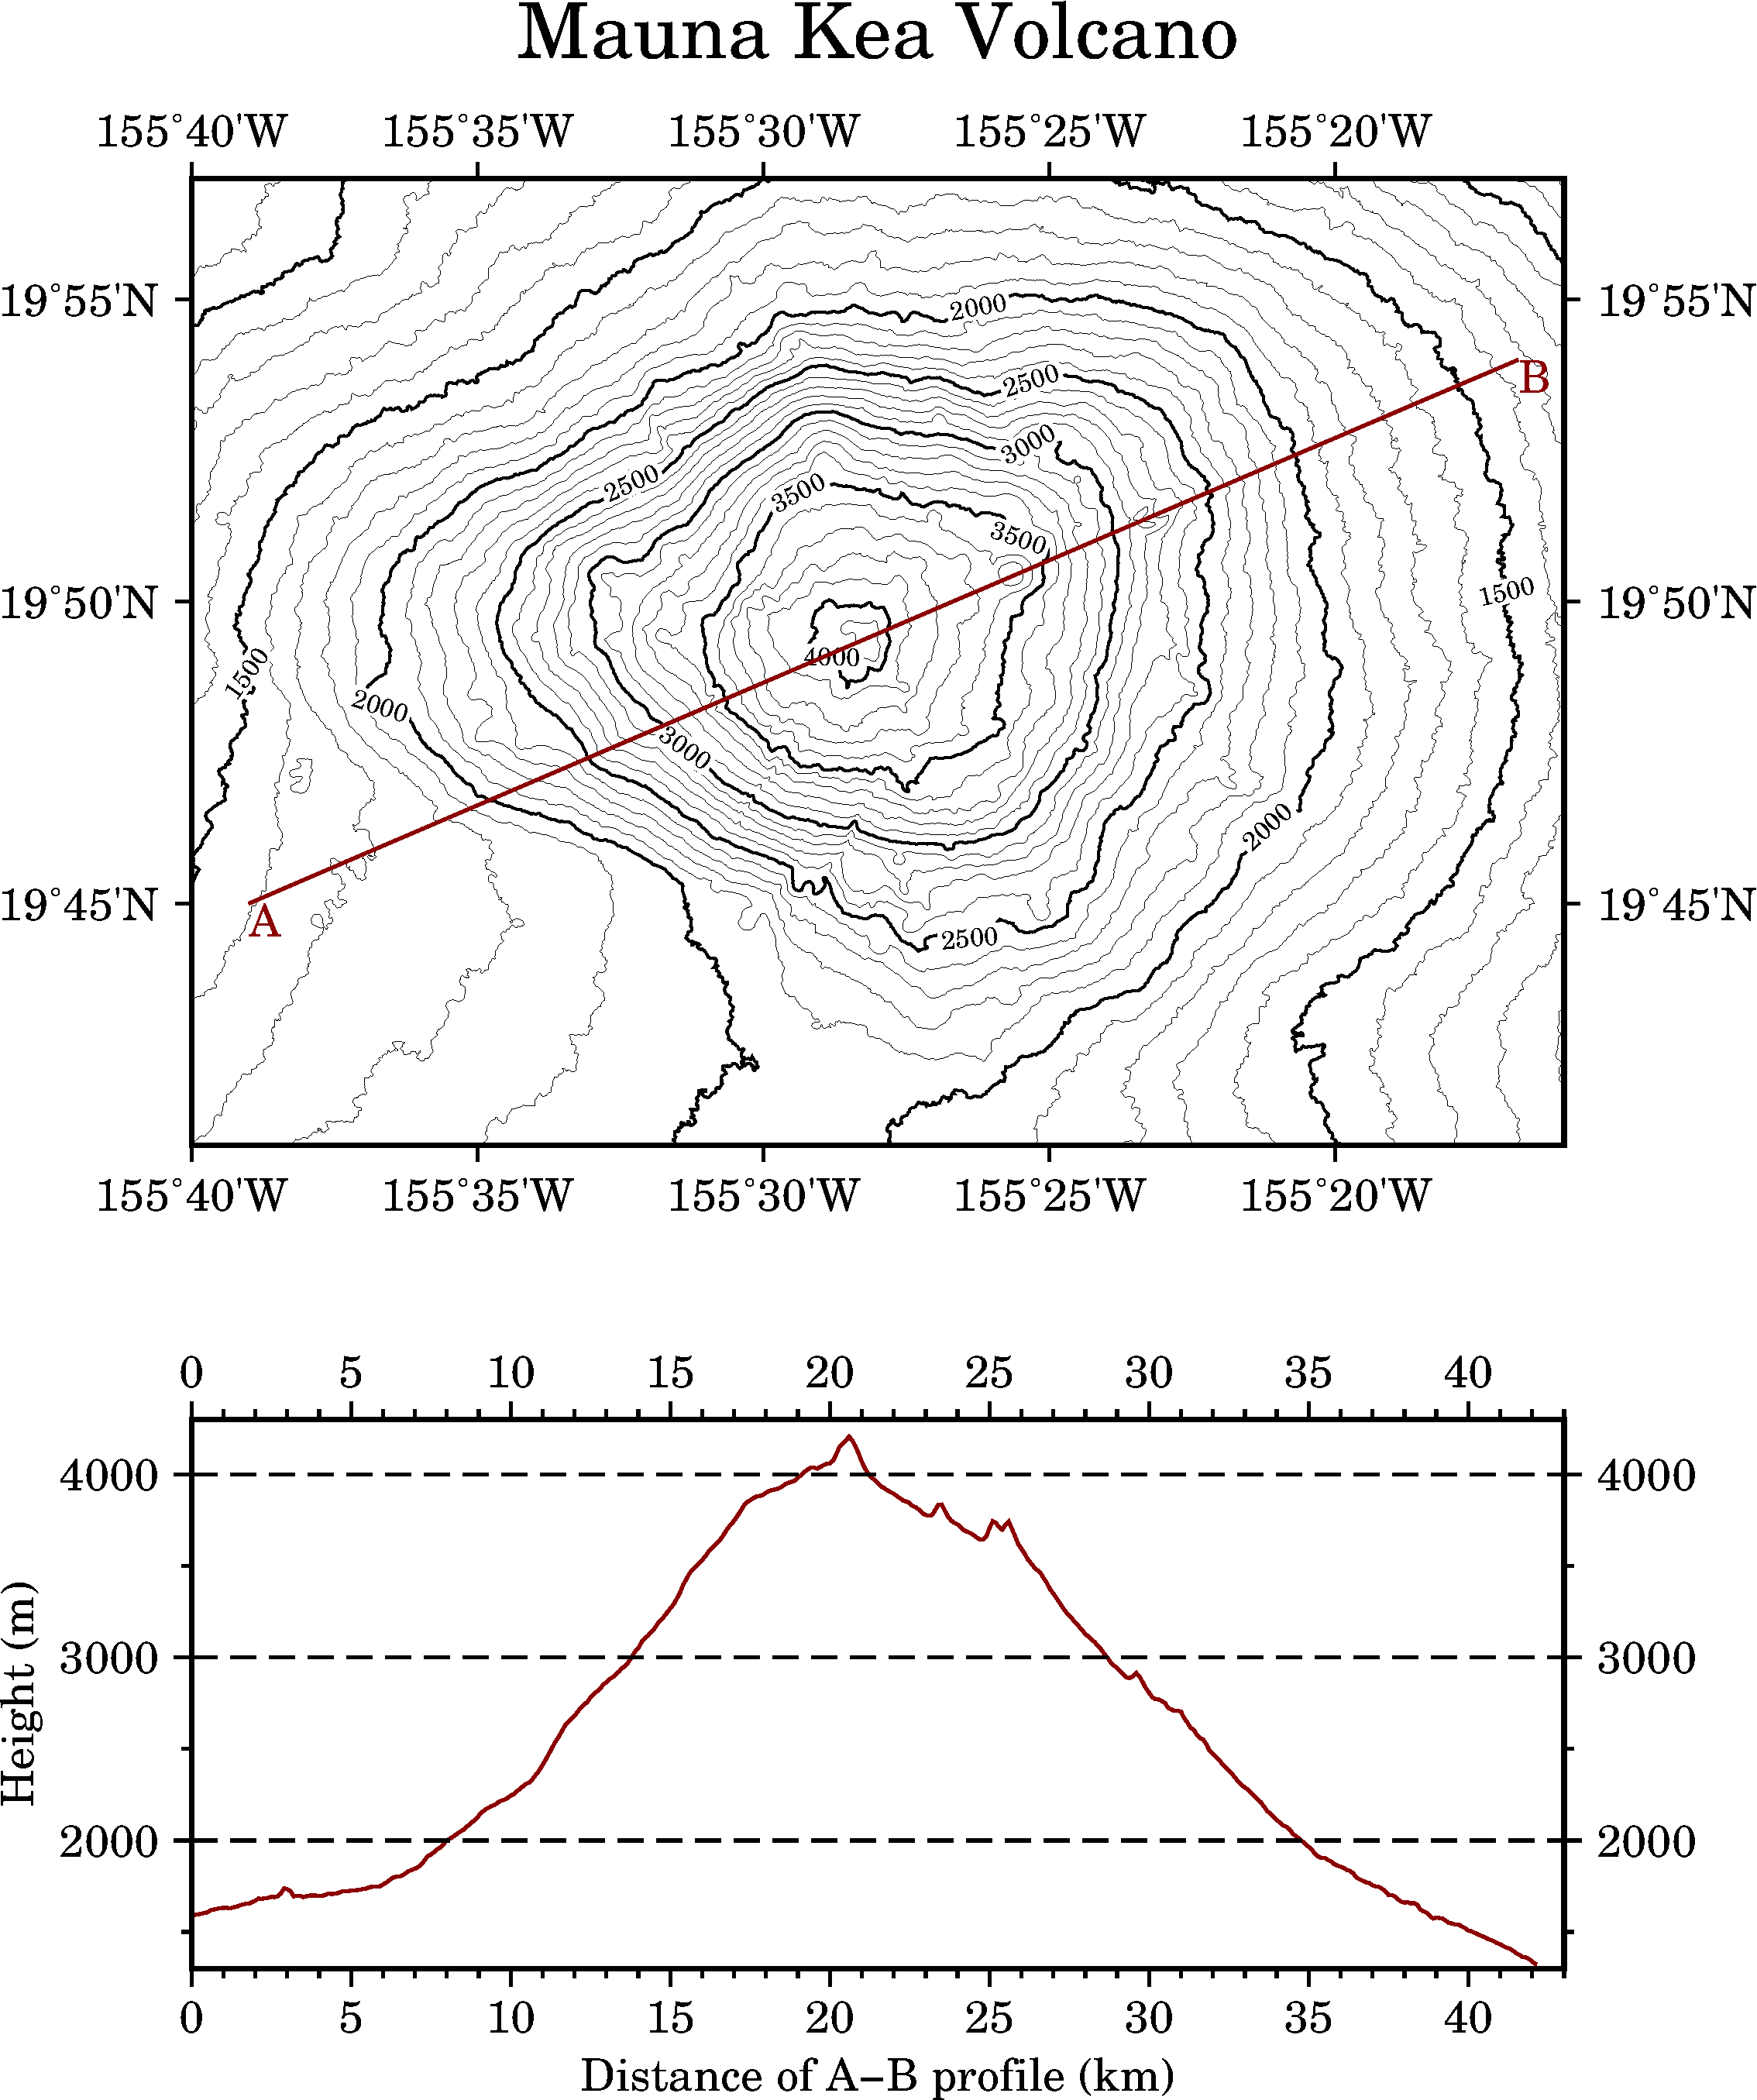 Mauna Kea Volcano
155°40'W 155°35'W 155°30'W 155°25'W 155°20'W
19°55'N 2000 19°55'N
2500 B
3000
2500 3500
3500
19°50'N 1500 19°50'N
4000
1500
2000
3000
2000
19°45'N A 19°45'N
2500
155°40'W 155°35'W 155°30'W 155°25'W 155°20'W
0 5 10 15 20 25 30 35 40
4000 4000
3000 3000
Height (m)
2000 2000
0 5 10 15 20 25 30 35 40
Distance of A–B profile (km)